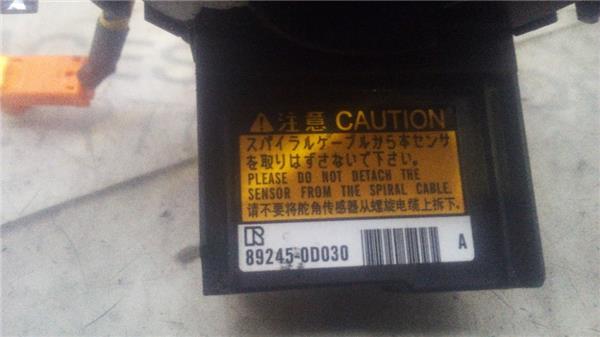 注意 CAUTION
スパイラルケーブルから本センサ
を取りはずさないで下さい。
PLEASE DO NOT DETACH THE
SENSOR FROM THE SPIRAL CABLE.
请不要将舵角传感器从螺旋电缆上拆下。
89245-0D030 A